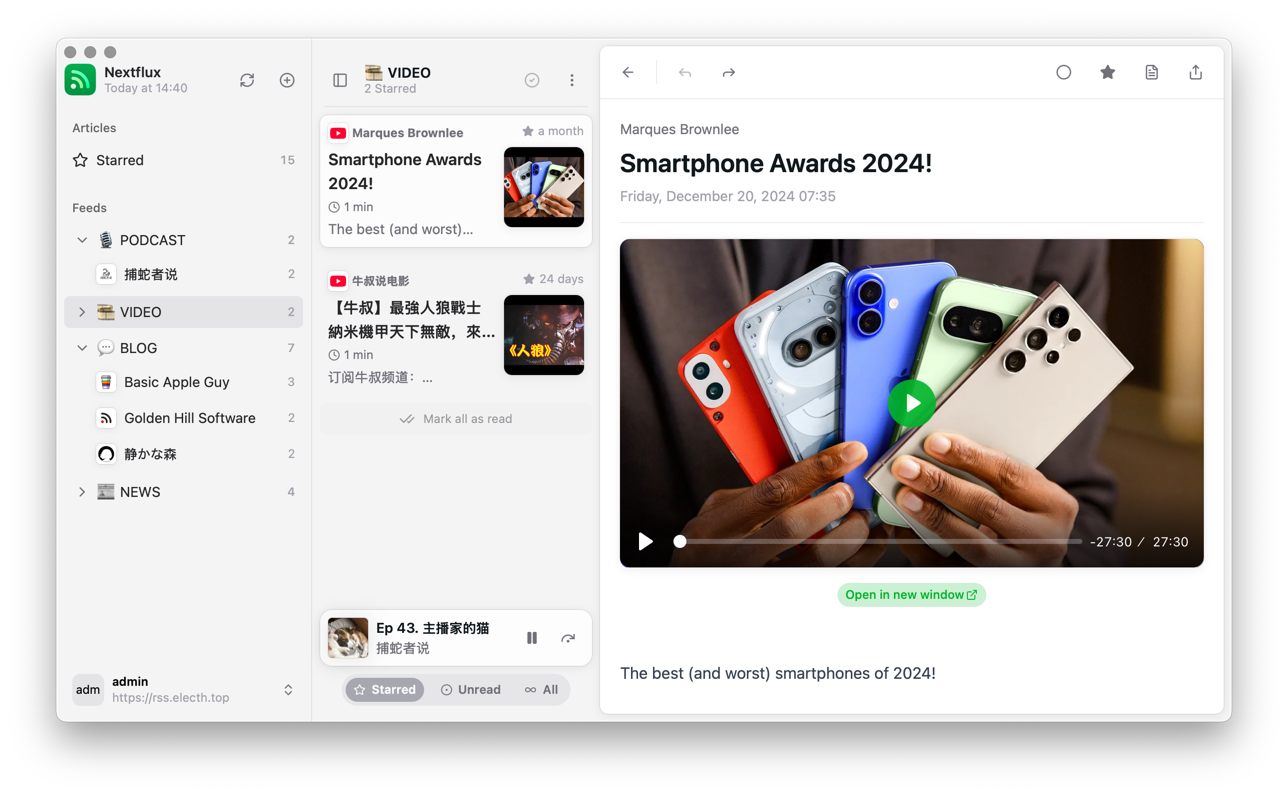 Nextflux
Today at 14:40
Articles
Starred 15
Feeds
PODCAST 2
捕蛇者说 2
VIDEO 2
BLOG 7
Basic Apple Guy 3
Golden Hill Software 2
静かな森 2
NEWS 4
adm
admin
https://rss.electh.top
VIDEO
2 Starred
Marques Brownlee a month
Smartphone Awards
2024!
1 min
The best (and worst)...
牛叔说电影 24 days
【牛叔】最強人狼戰士
納米機甲天下無敵，來...
1 min
订阅牛叔频道： ...
《人狼》
Mark all as read
Ep 43. 主播家的猫
捕蛇者说
Starred Unread All
Marques Brownlee
Smartphone Awards 2024!
Friday, December 20, 2024 07:35
-27:30 / 27:30
Open in new window
The best (and worst) smartphones of 2024!